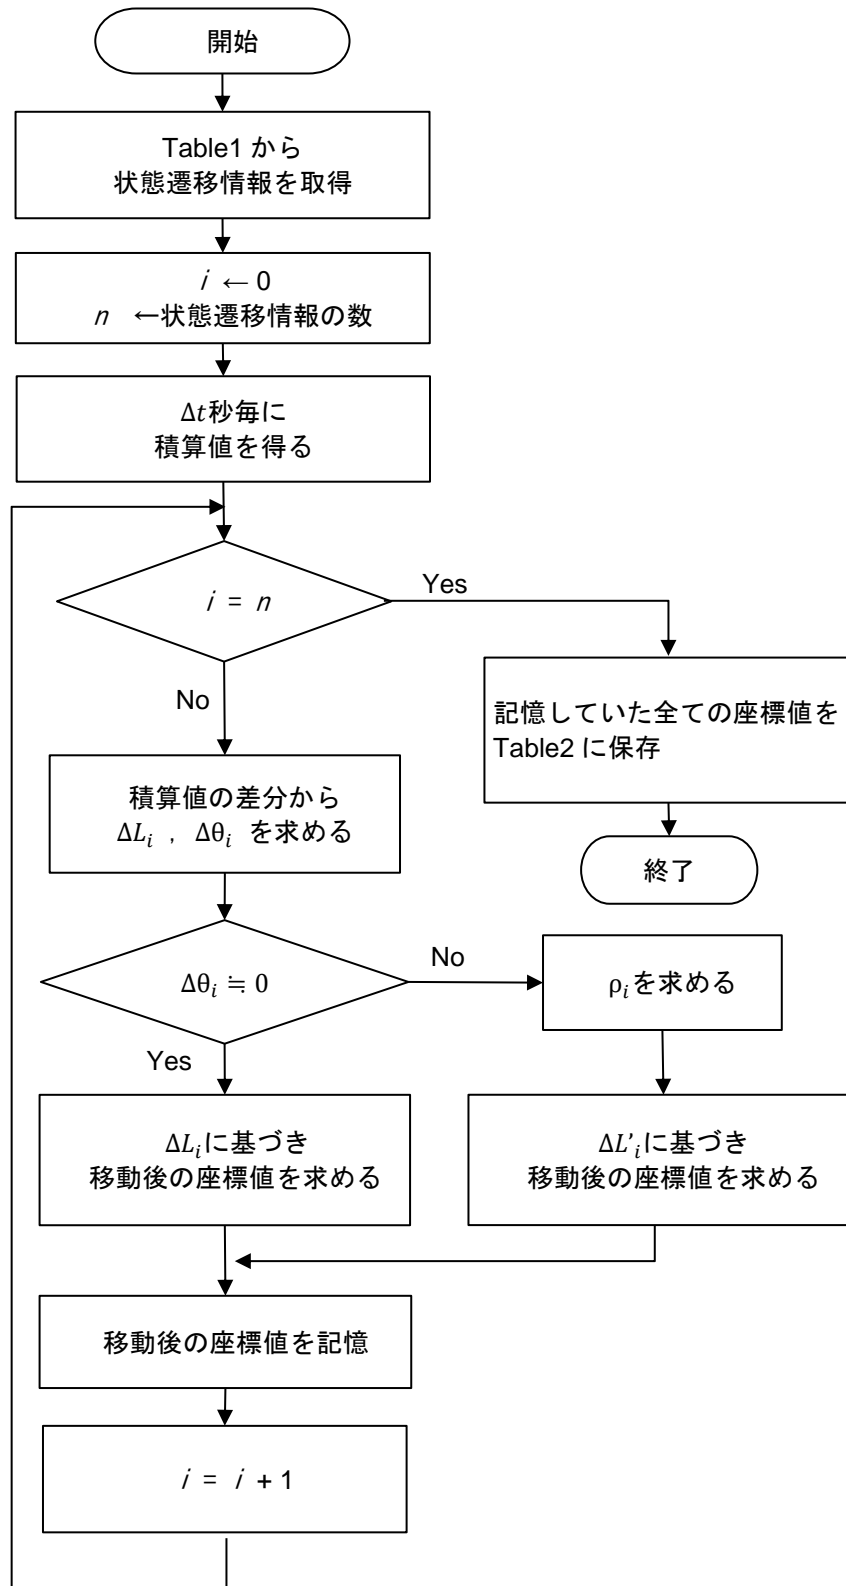 開始
Table1 から
状態遷移情報を取得
i ← 0
n ←状態遷移情報の数
Δt秒毎に
積算値を得る
i = n
Yes
No
記憶していた全ての座標値を
Table2 に保存
積算値の差分から
ΔL_i , Δθ_i を求める
終了
Δθ_i ≒ 0
No
ρ_iを求める
Yes
ΔL_iに基づき
移動後の座標値を求める
ΔL'_iに基づき
移動後の座標値を求める
移動後の座標値を記憶
i = i + 1